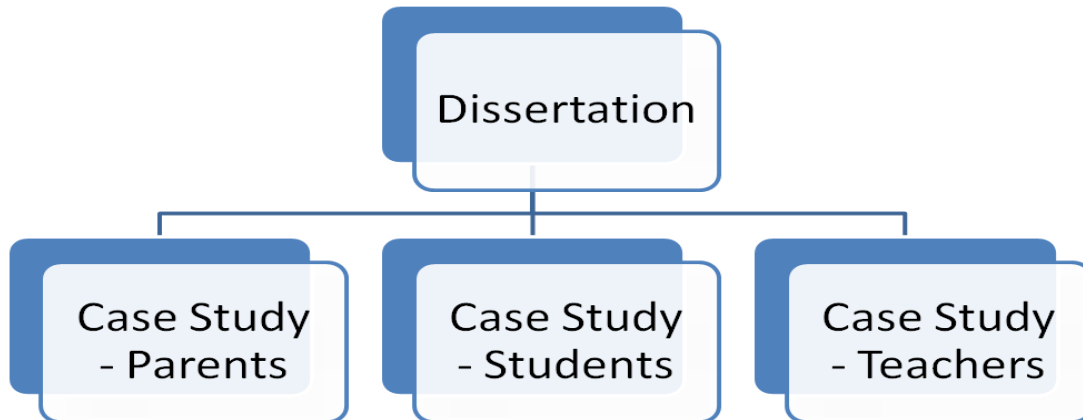 Dissertation
Case Study
- Parents
Case Study
- Students
Case Study
- Teachers